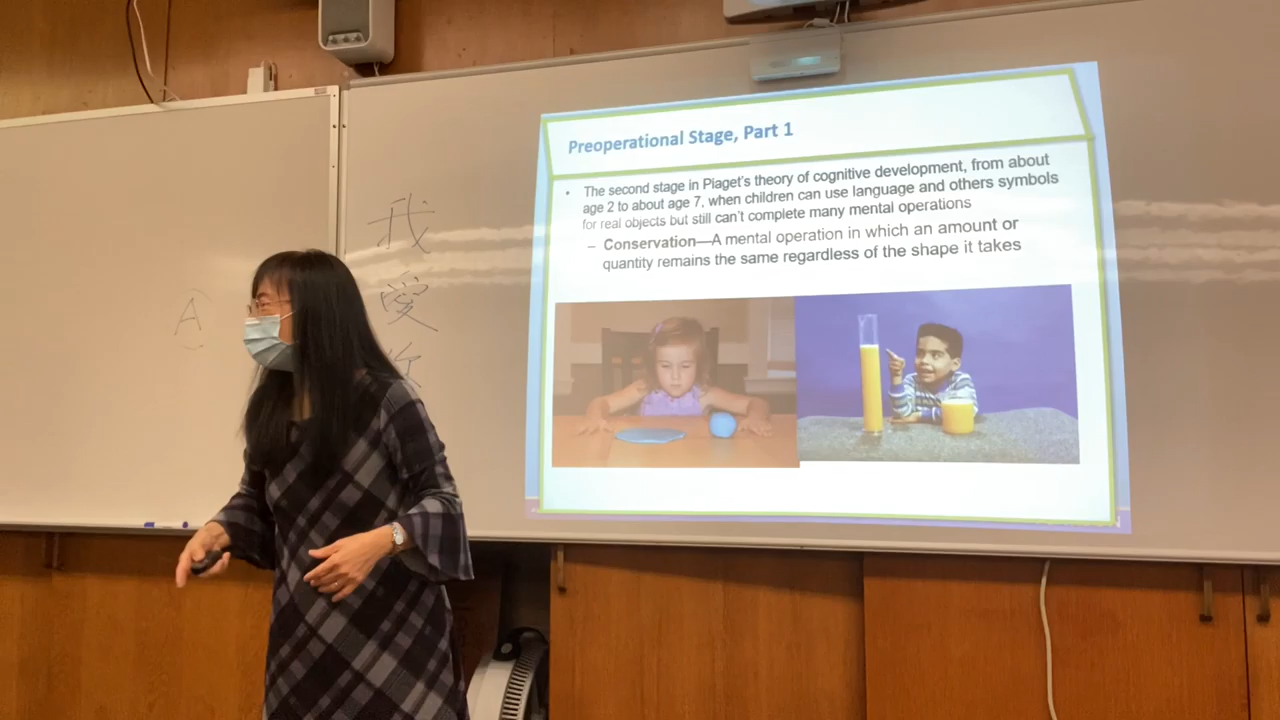 A
我
爱
Preoperational Stage, Part 1
• The second stage in Piaget's theory of cognitive development, from about
age 2 to about age 7, when children can use language and others symbols
for real objects but still can't complete many mental operations
– Conservation—A mental operation in which an amount or
quantity remains the same regardless of the shape it takes